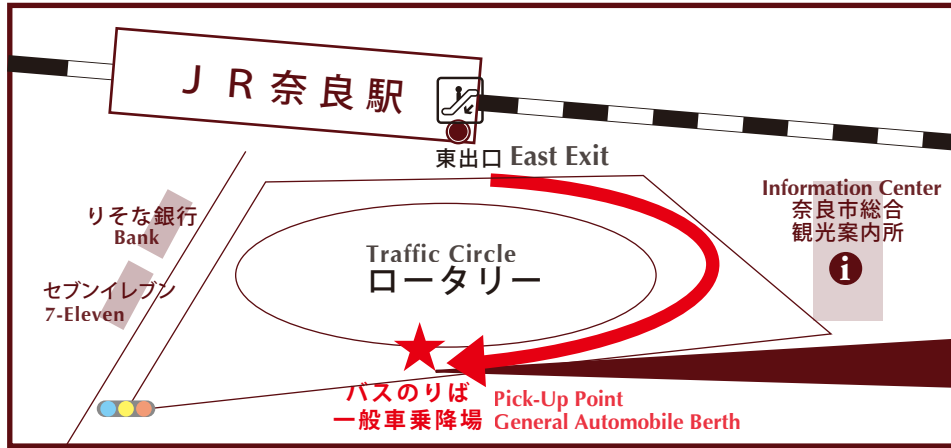 JR奈良駅
東出口 East Exit
Information Center
奈良市総合
観光案内所
i
りそな銀行
Bank
セブンイレブン
7-Eleven
Traffic Circle
ロータリー
バスのりば
一般車乗降場
Pick-Up Point
General Automobile Berth